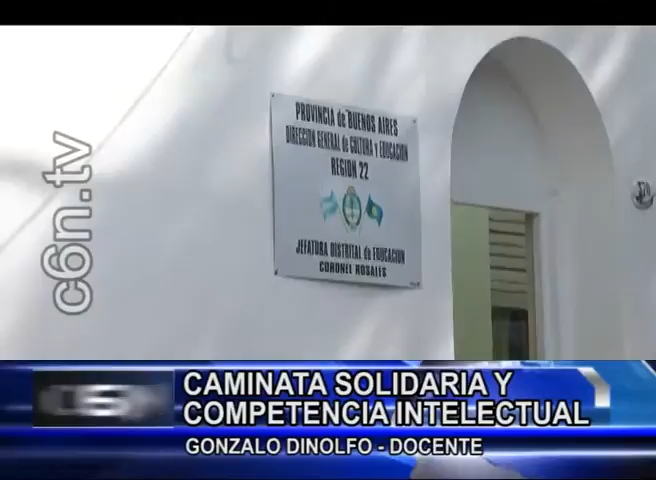 PROVINCIA de BUENOS AIRES
DIRECCION GENERAL de CULTURA Y EDUCACION
REGION 22
JEFATURA DISTRITAL de EDUCACION
CORONEL ROSALES
370
c6n.tv
CAMINATA SOLIDARIA Y
COMPETENCIA INTELECTUAL
GONZALO DINOLFO - DOCENTE